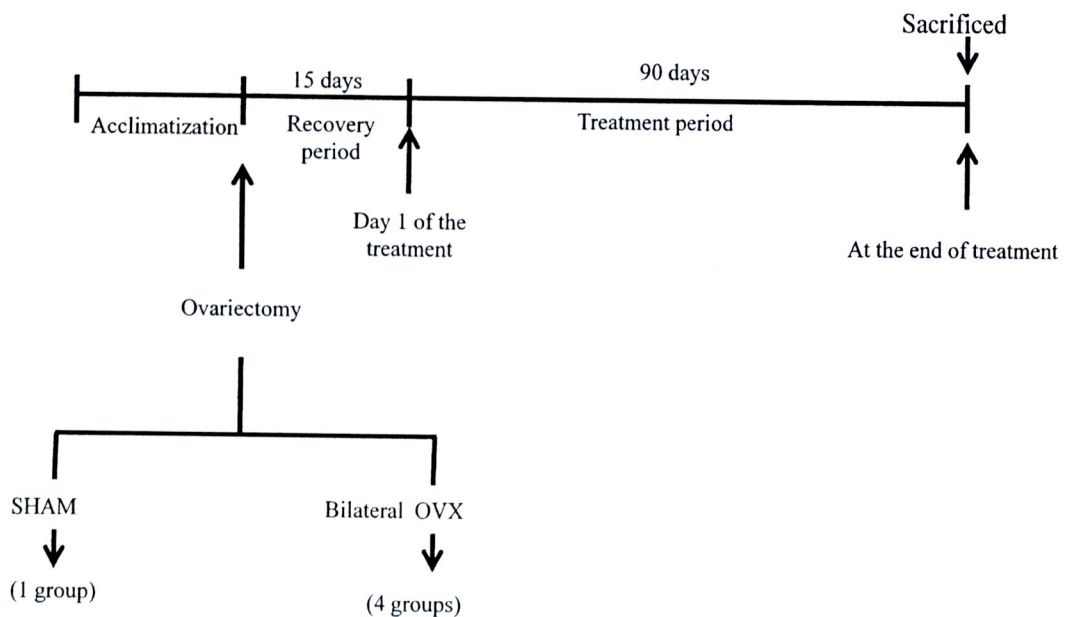 Sacrificed
15 days
90 days
Acclimatization
Recovery
period
Treatment period
Day 1 of the
treatment
At the end of treatment
Ovariectomy
SHAM
Bilateral OVX
(1 group)
(4 groups)